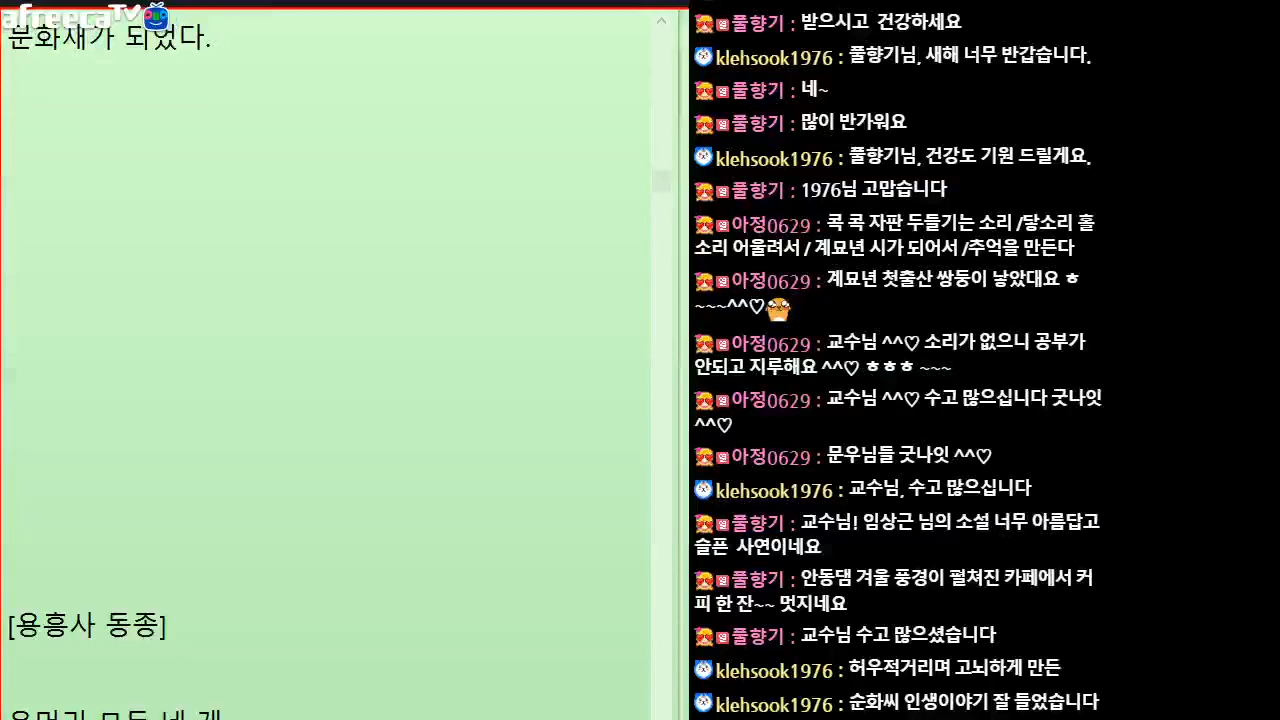 afreecaTV
문화재가 되었다.
[용흥사 동종]
풀향기 : 받으시고 건강하세요
klehsook1976 : 풀향기님, 새해 너무 반갑습니다.
풀향기 : 네~
풀향기 : 많이 반가워요
klehsook1976 : 풀향기님, 건강도 기원 드릴게요.
풀향기 : 1976님 고맙습니다
아정0629 : 콕 콕 자판 두들기는 소리 /닿소리 홀
소리 어울려서 / 계묘년 시가 되어서 /추억을 만든다
아정0629 : 계묘년 첫출산 쌍둥이 낳았대요 ㅎ
~~~^^♡
아정0629 : 교수님 ^^♡ 소리가 없으니 공부가
안되고 지루해요 ^^♡ ㅎㅎㅎ ~~~
아정0629 : 교수님 ^^♡ 수고 많으십니다 굿나잇
^^♡
아정0629 : 문우님들 굿나잇 ^^♡
klehsook1976 : 교수님, 수고 많으십니다
풀향기 : 교수님! 임상근 님의 소설 너무 아름답고
슬픈 사연이네요
풀향기 : 안동댐 겨울 풍경이 펼쳐진 카페에서 커
피 한 잔~~ 멋지네요
풀향기 : 교수님 수고 많으셨습니다
klehsook1976 : 허우적거리며 고뇌하게 만든
klehsook1976 : 순화씨 인생이야기 잘 들었습니다